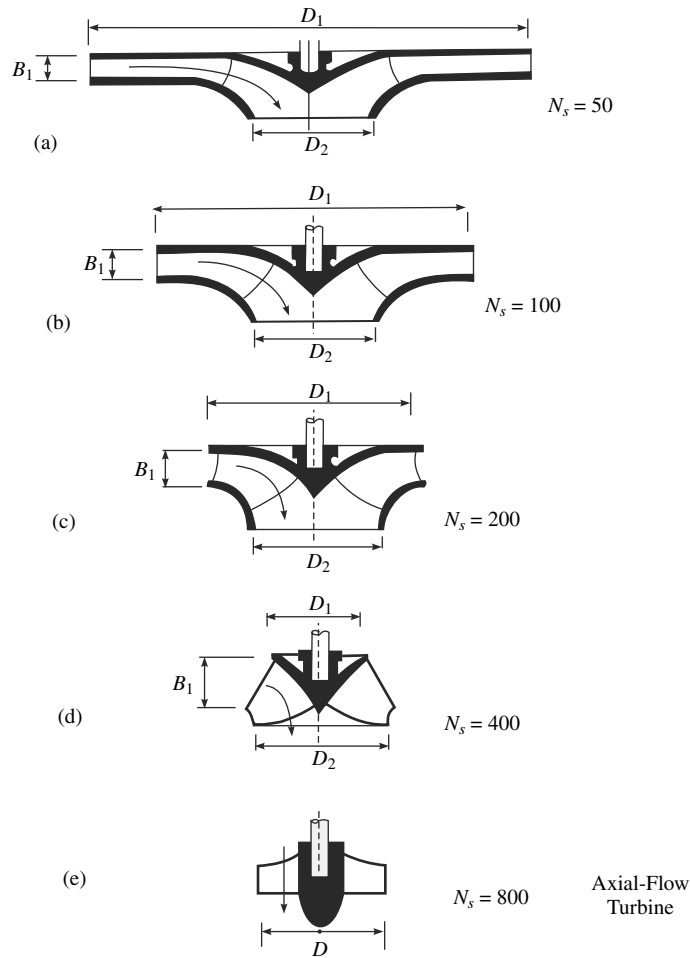 D₁
B₁
Nₛ = 50
(a)
D₂
D₁
B₁
Nₛ = 100
(b)
D₂
D₁
B₁
(c)
Nₛ = 200
D₂
D₁
B₁
(d)
Nₛ = 400
D₂
(e)
Nₛ = 800
Axial-Flow
Turbine
D